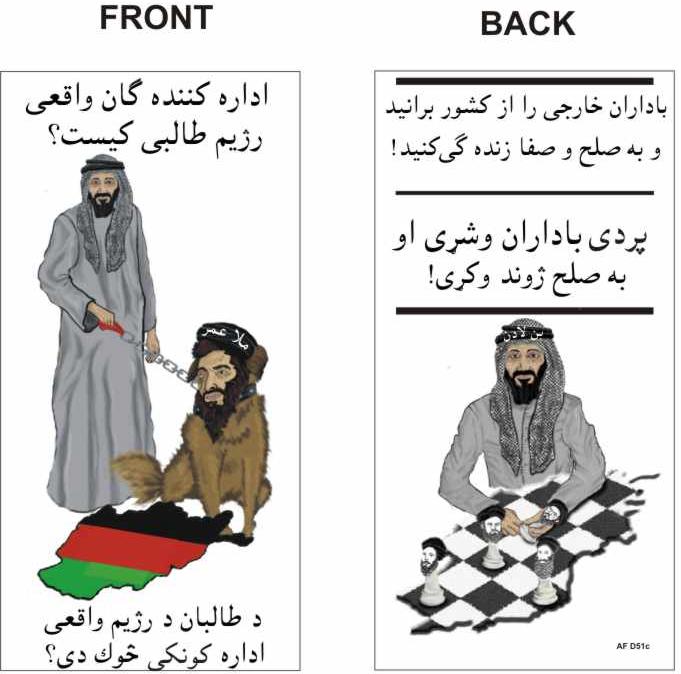 FRONT
اداره کننده گان واقعی
رژیم طالبی کیست؟
ملا عمر
د طالبان د رژیم واقعی
اداره کونکی څوك دی؟
BACK
باداران خارجی را از کشور برانید
و به صلح و صفا زنده گی‌کنید!
پردی باداران وشړی او
به صلح ژوند وکړی!
بن لادن
AF D51c